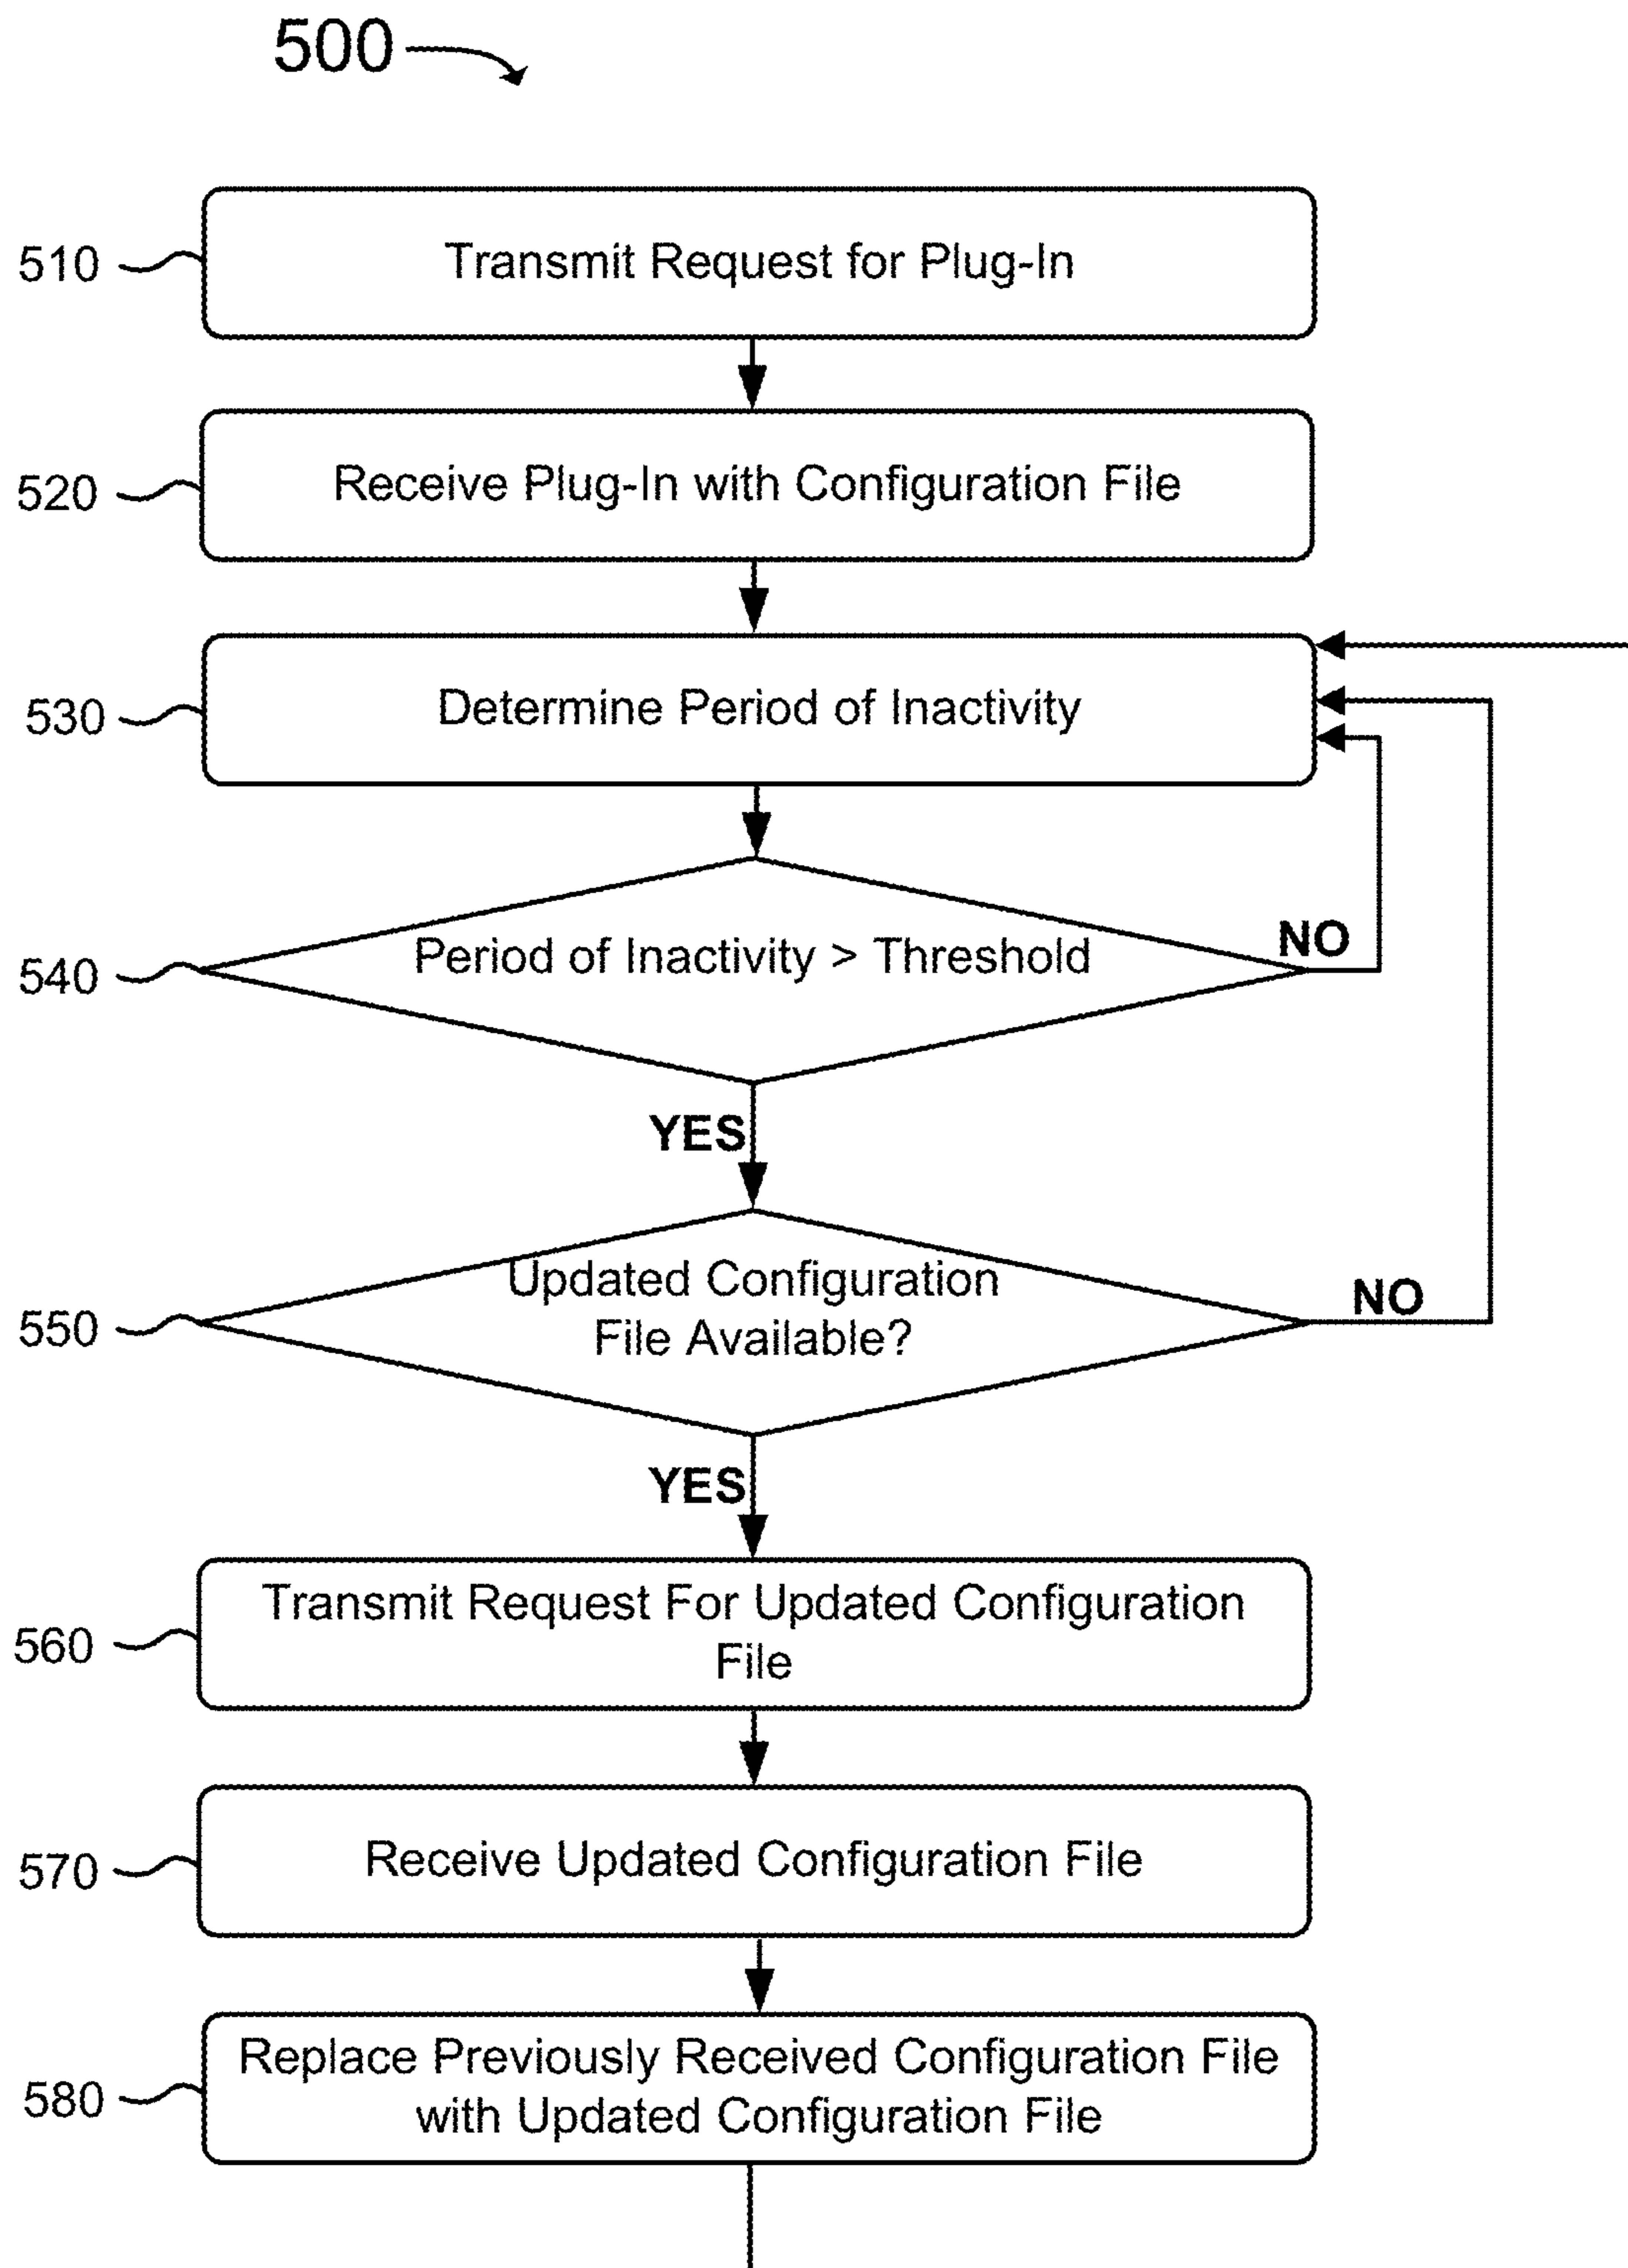 500
510
Transmit Request for Plug-In
520
Receive Plug-In with Configuration File
530
Determine Period of Inactivity
540
Period of Inactivity > Threshold
NO
YES
550
Updated Configuration
File Available?
NO
YES
560
Transmit Request For Updated Configuration
File
570
Receive Updated Configuration File
580
Replace Previously Received Configuration File
with Updated Configuration File